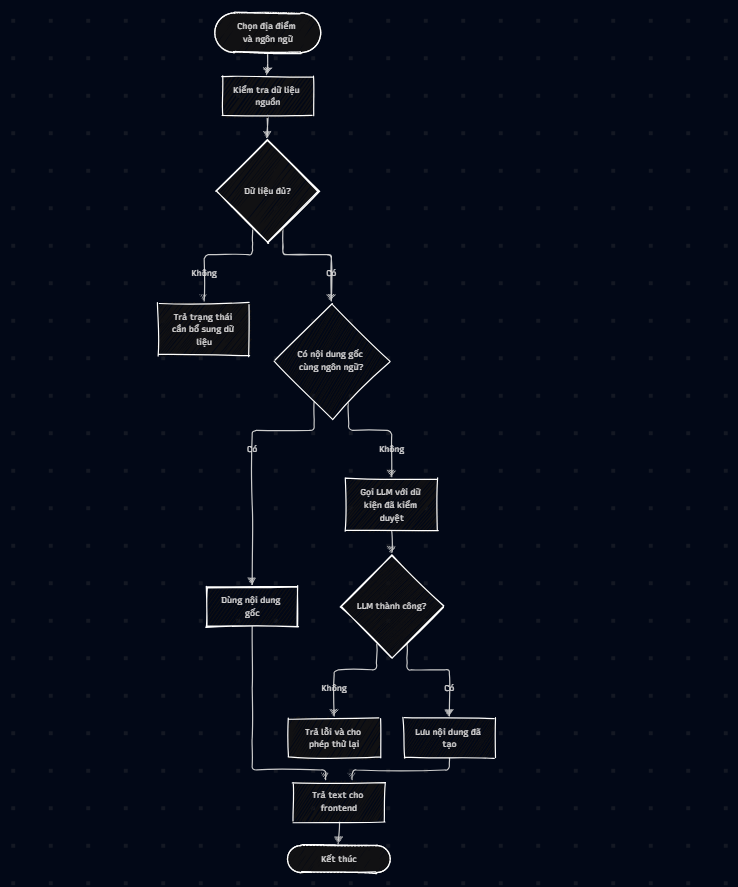 Chọn địa điểm
và ngôn ngữ
Kiểm tra dữ liệu
nguồn
Dữ liệu đủ?
Không
Có
Trả trạng thái
cần bổ sung dữ
liệu
Có nội dung gốc
cùng ngôn ngữ?
Có
Không
Gọi LLM với dữ
kiện đã kiểm
duyệt
Dùng nội dung
gốc
LLM thành công?
Không
Có
Trả lỗi và cho
phép thử lại
Lưu nội dung đã
tạo
Trả text cho
frontend
Kết thúc